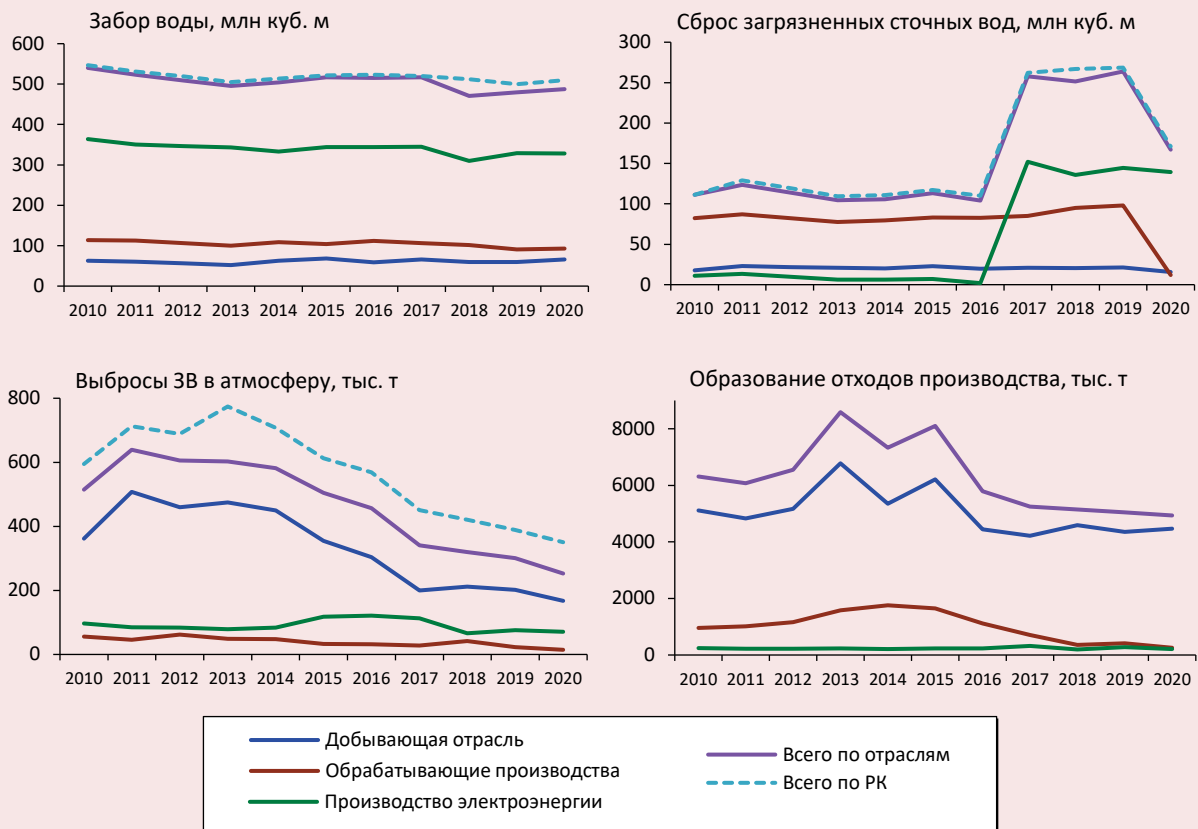 Забор воды, млн куб. м
600
500
400
300
200
100
0
2010 2011 2012 2013 2014 2015 2016 2017 2018 2019 2020
Сброс загрязненных сточных вод, млн куб. м
300
250
200
150
100
50
0
2010 2011 2012 2013 2014 2015 2016 2017 2018 2019 2020
Выбросы ЗВ в атмосферу, тыс. т
800
600
400
200
0
2010 2011 2012 2013 2014 2015 2016 2017 2018 2019 2020
Образование отходов производства, тыс. т
8000
6000
4000
2000
0
2010 2011 2012 2013 2014 2015 2016 2017 2018 2019 2020
Добывающая отрасль
Обрабатывающие производства
Производство электроэнергии
Всего по отраслям
Всего по РК